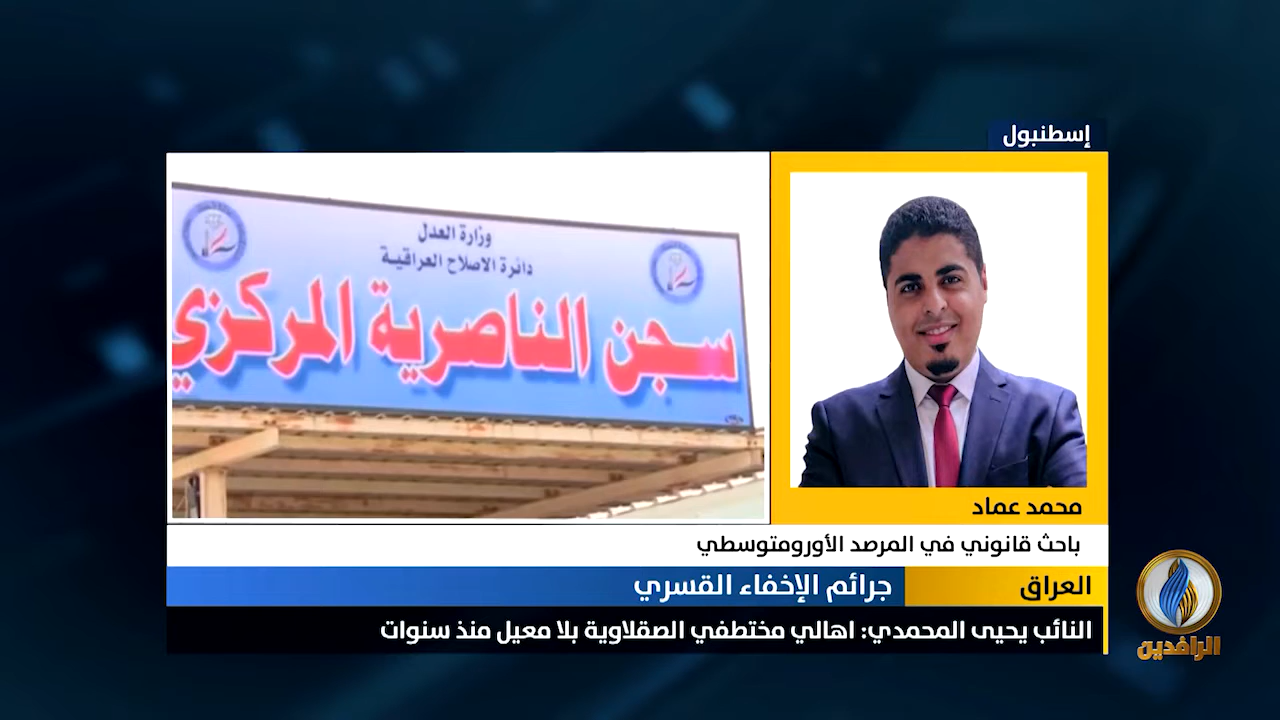 إسطنبول
وزارة العدل
دائرة الاصلاح العراقية
سجن الناصرية المركزي
محمد عماد
باحث قانوني في المرصد الأورومتوسطي
العراق
جرائم الإخفاء القسري
النائب يحيى المحمدي: اهالي مختطفي الصقلاوية بلا معيل منذ سنوات
الرافدين